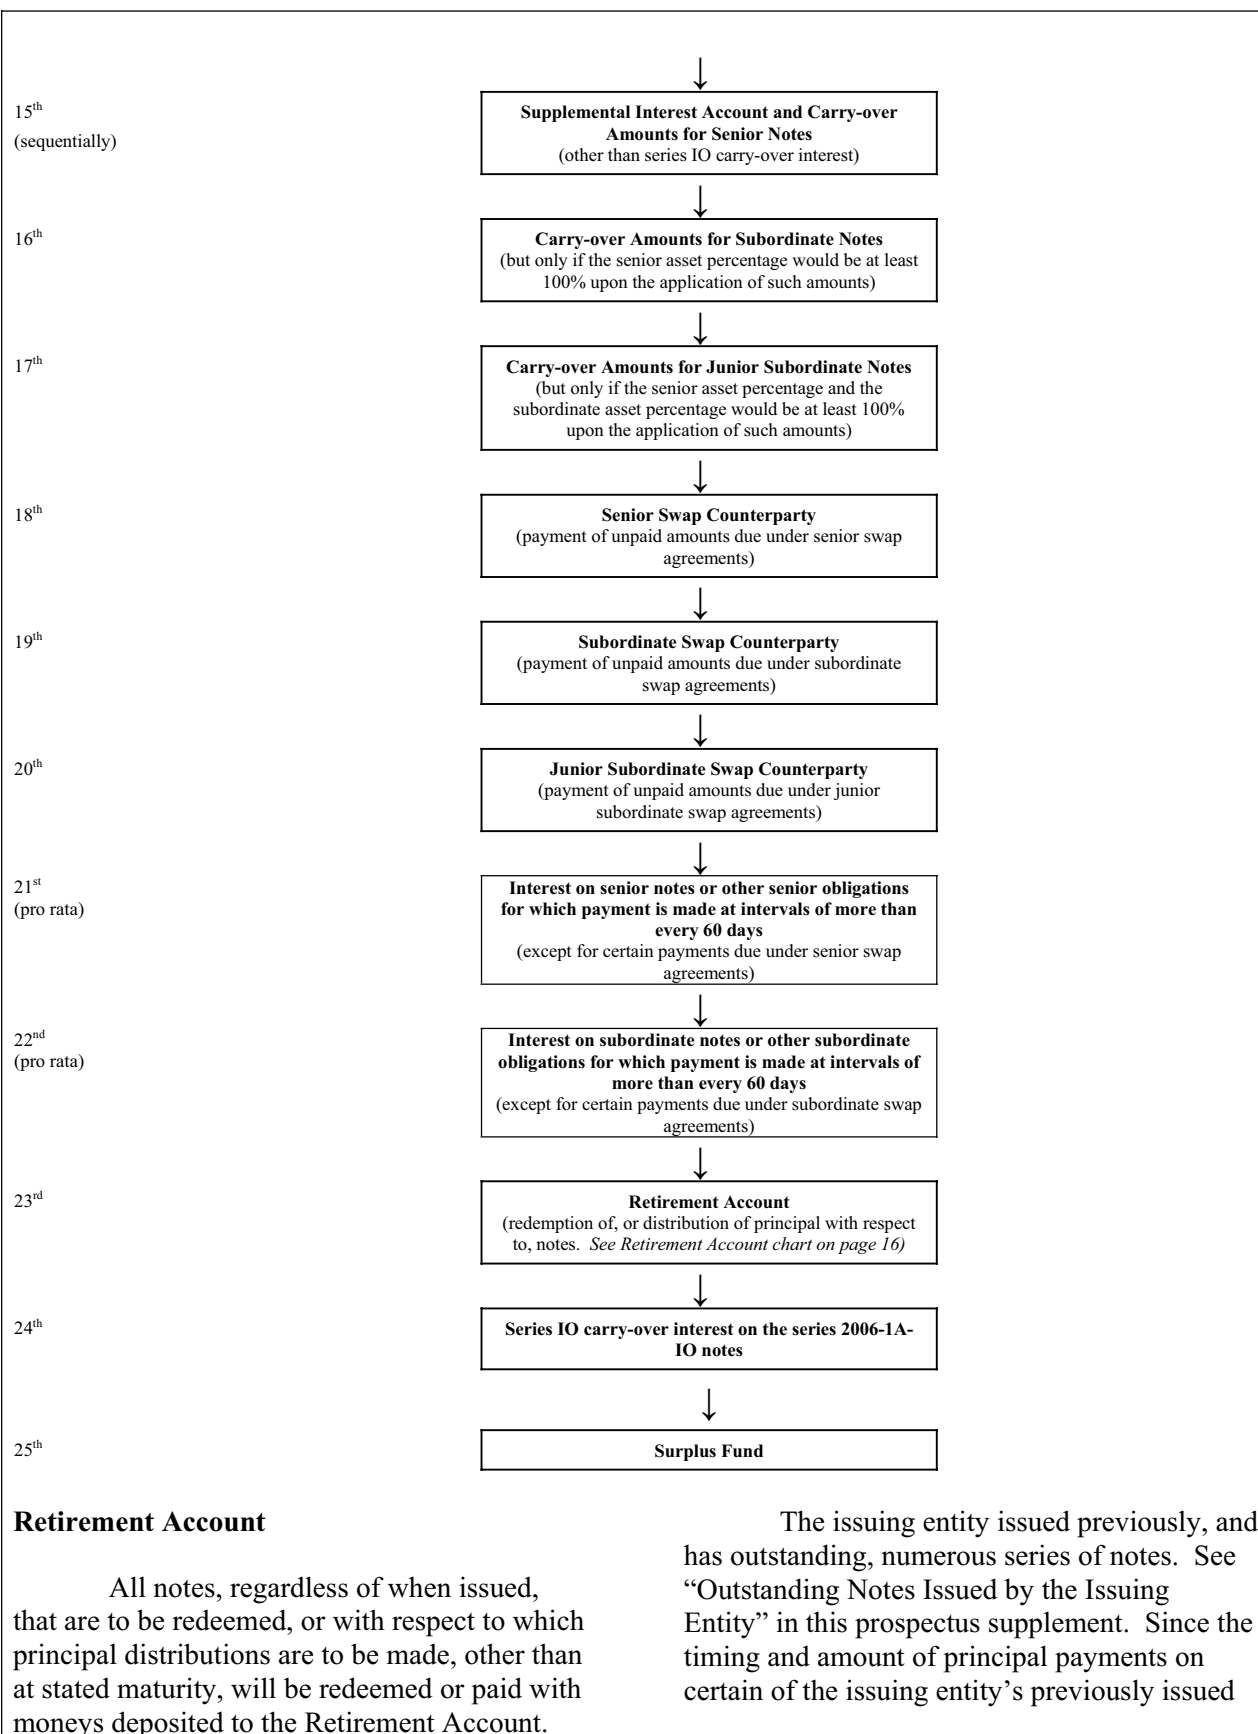 15th
(sequentially)
Supplemental Interest Account and Carry-over
Amounts for Senior Notes
(other than series IO carry-over interest)
16th
Carry-over Amounts for Subordinate Notes
(but only if the senior asset percentage would be at least
100% upon the application of such amounts)
17th
Carry-over Amounts for Junior Subordinate Notes
(but only if the senior asset percentage and the
subordinate asset percentage would be at least 100%
upon the application of such amounts)
18th
Senior Swap Counterparty
(payment of unpaid amounts due under senior swap
agreements)
19th
Subordinate Swap Counterparty
(payment of unpaid amounts due under subordinate
swap agreements)
20th
Junior Subordinate Swap Counterparty
(payment of unpaid amounts due under junior
subordinate swap agreements)
21st
(pro rata)
Interest on senior notes or other senior obligations
for which payment is made at intervals of more than
every 60 days
(except for certain payments due under senior swap
agreements)
22nd
(pro rata)
Interest on subordinate notes or other subordinate
obligations for which payment is made at intervals of
more than every 60 days
(except for certain payments due under subordinate swap
agreements)
23rd
Retirement Account
(redemption of, or distribution of principal with respect
to, notes. See Retirement Account chart on page 16)
24th
Series IO carry-over interest on the series 2006-1A-
IO notes
25th
Surplus Fund
Retirement Account
All notes, regardless of when issued,
that are to be redeemed, or with respect to which
principal distributions are to be made, other than
at stated maturity, will be redeemed or paid with
moneys deposited to the Retirement Account.
The issuing entity issued previously, and
has outstanding, numerous series of notes. See
“Outstanding Notes Issued by the Issuing
Entity” in this prospectus supplement. Since the
timing and amount of principal payments on
certain of the issuing entity’s previously issued